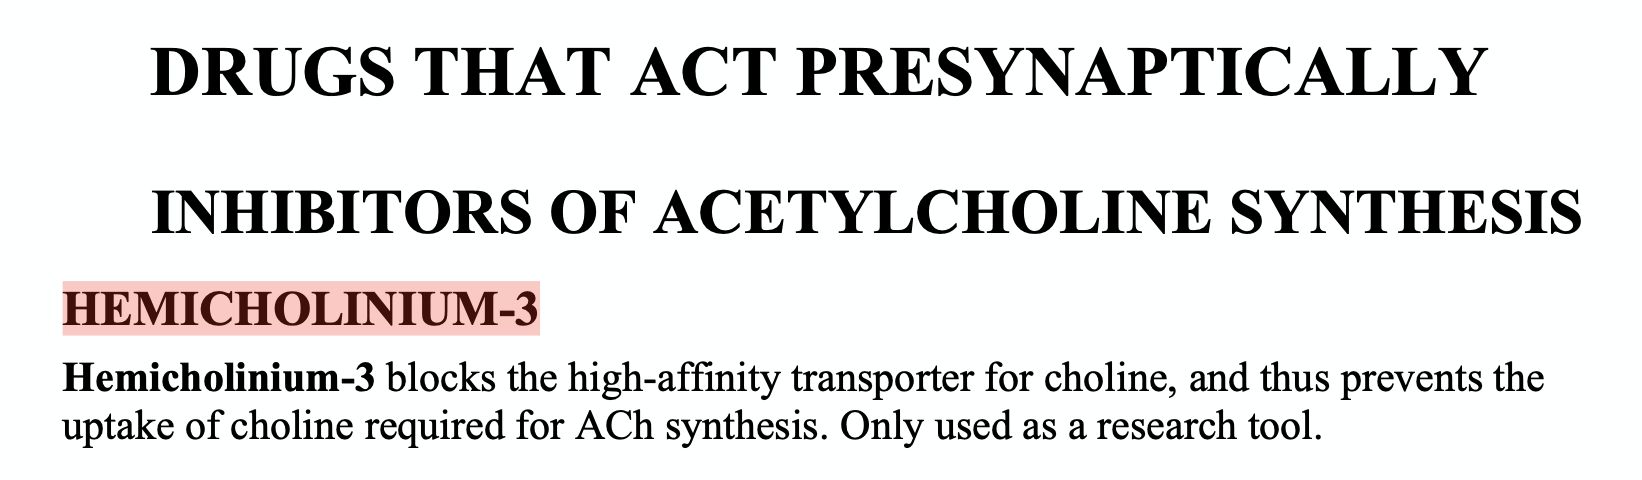 DRUGS THAT ACT PRESYNAPTICALLY
INHIBITORS OF ACETYLCHOLINE SYNTHESIS
HEMICHOLINIUM-3
Hemicholinium-3 blocks the high-affinity transporter for choline, and thus prevents the
uptake of choline required for ACh synthesis. Only used as a research tool.